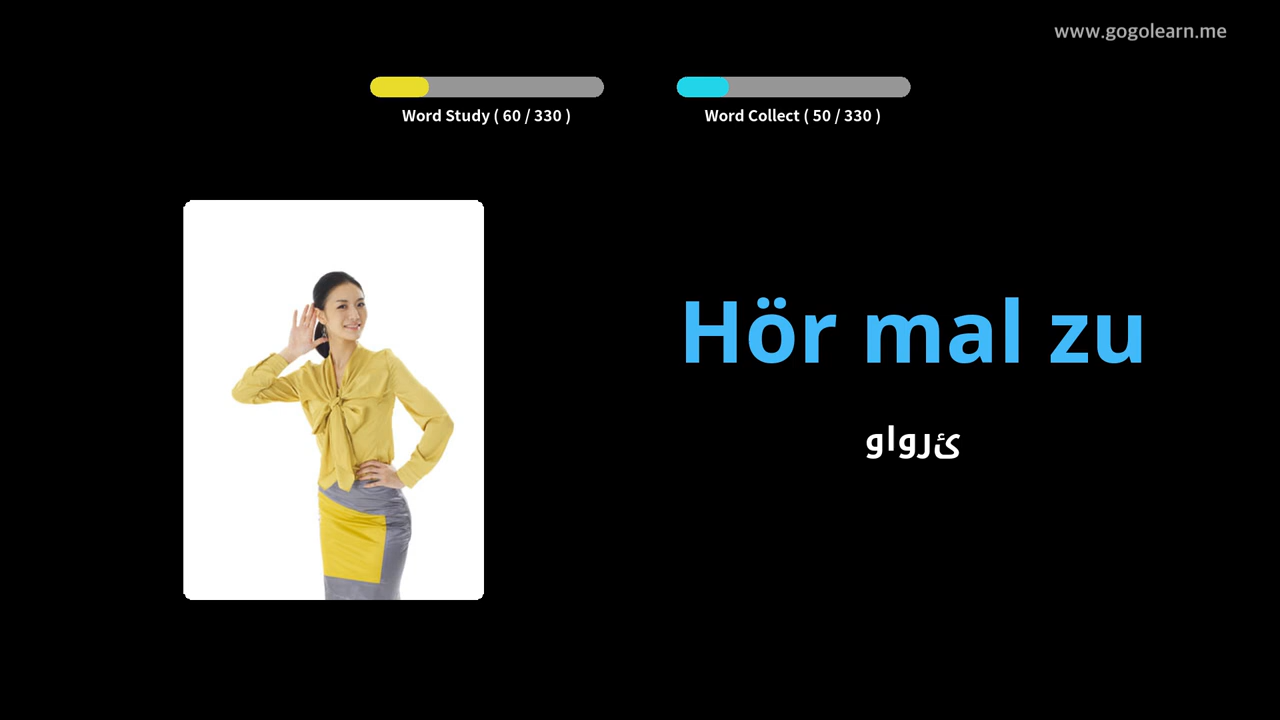 www.gogolearn.me
Word Study ( 60 / 330 )
Word Collect ( 50 / 330 )
Hör mal zu
ئرواو